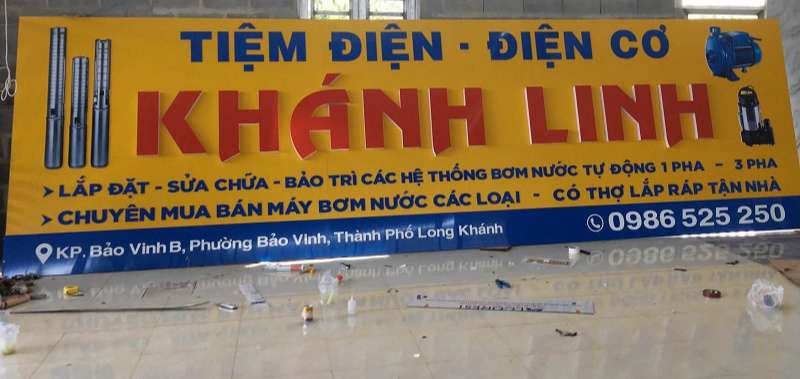 TIỆM ĐIỆN - ĐIỆN CƠ
KHÁNH LINH
➤ LẮP ĐẶT - SỬA CHỮA - BẢO TRÌ CÁC HỆ THỐNG BƠM NƯỚC TỰ ĐỘNG 1 PHA - 3 PHA
➤ CHUYÊN MUA BÁN MÁY BƠM NƯỚC CÁC LOẠI - CÓ THỢ LẮP RÁP TẬN NHÀ
KP. Bảo Vinh B, Phường Bảo Vinh, Thành Phố Long Khánh
0986 525 250